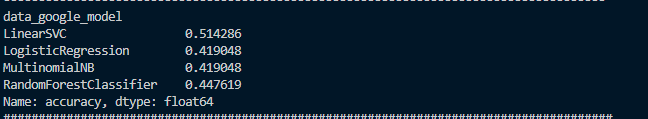 data_google_model
LinearSVC 0.514286
LogisticRegression 0.419048
MultinomialNB 0.419048
RandomForestClassifier 0.447619
Name: accuracy, dtype: float64
#######################################################################################